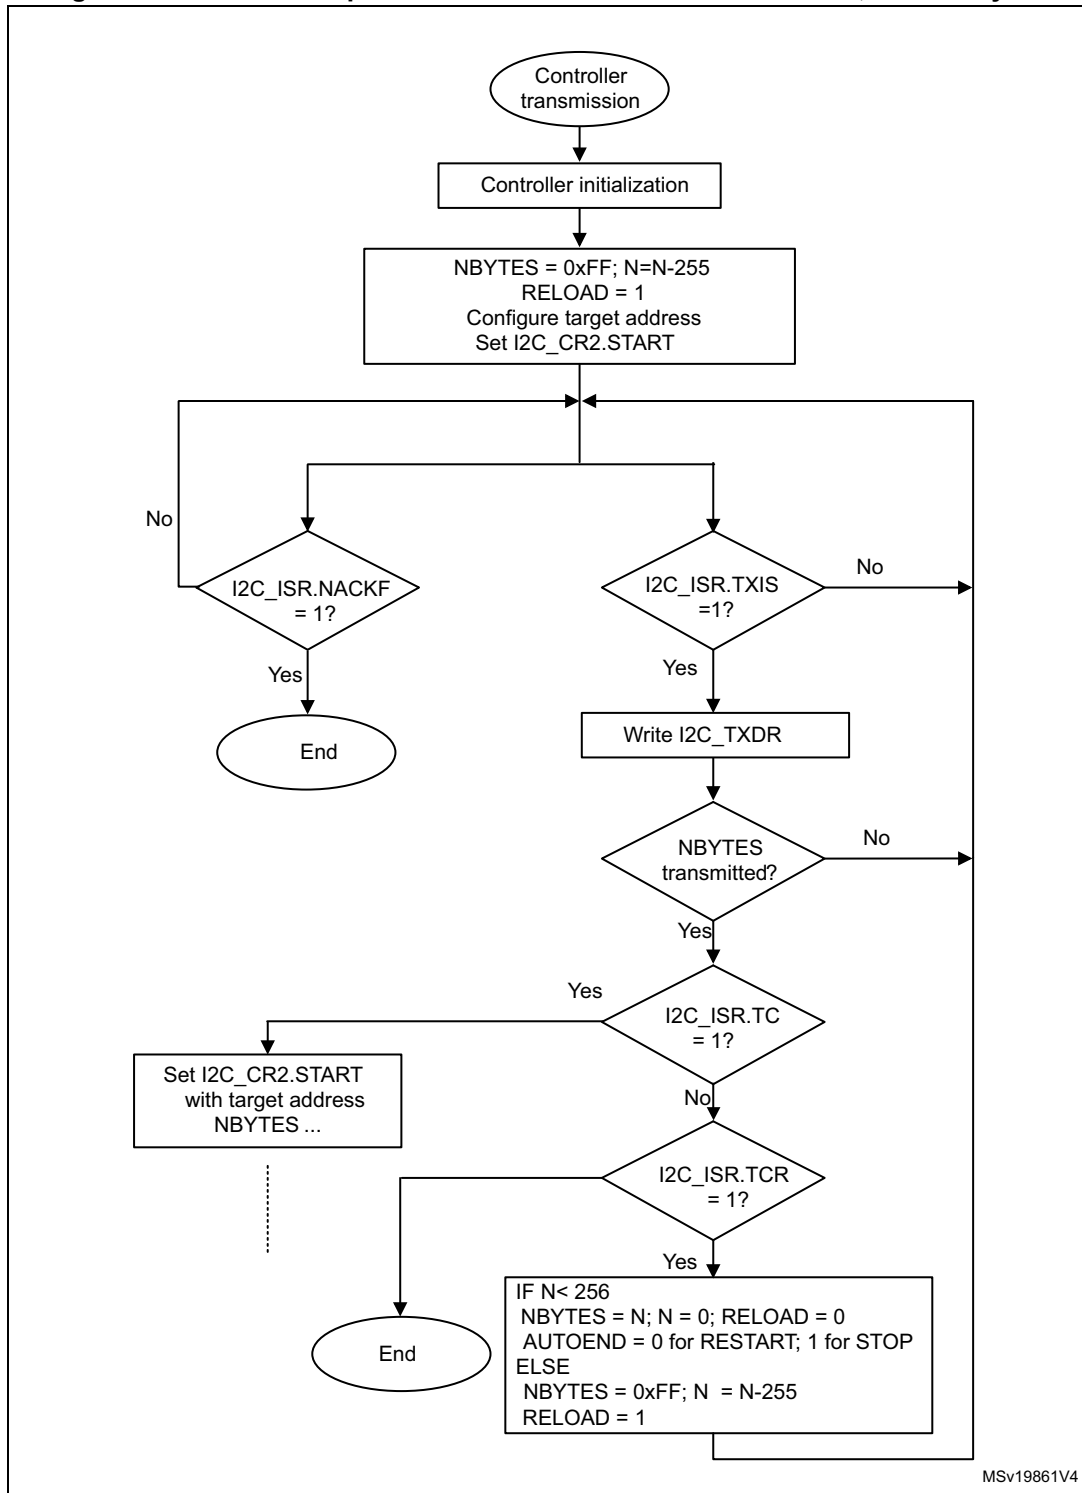 Controller
transmission
Controller initialization
NBYTES = 0xFF; N=N-255
RELOAD = 1
Configure target address
Set I2C_CR2.START
No
I2C_ISR.NACKF
= 1?
Yes
End
I2C_ISR.TXIS
=1?
No
Yes
Write I2C_TXDR
NBYTES
transmitted?
No
Yes
I2C_ISR.TC
= 1?
Yes
Set I2C_CR2.START
with target address
NBYTES ...
No
I2C_ISR.TCR
= 1?
Yes
End
IF N< 256
NBYTES = N; N = 0; RELOAD = 0
AUTOEND = 0 for RESTART; 1 for STOP
ELSE
NBYTES = 0xFF; N = N-255
RELOAD = 1
MSv19861V4